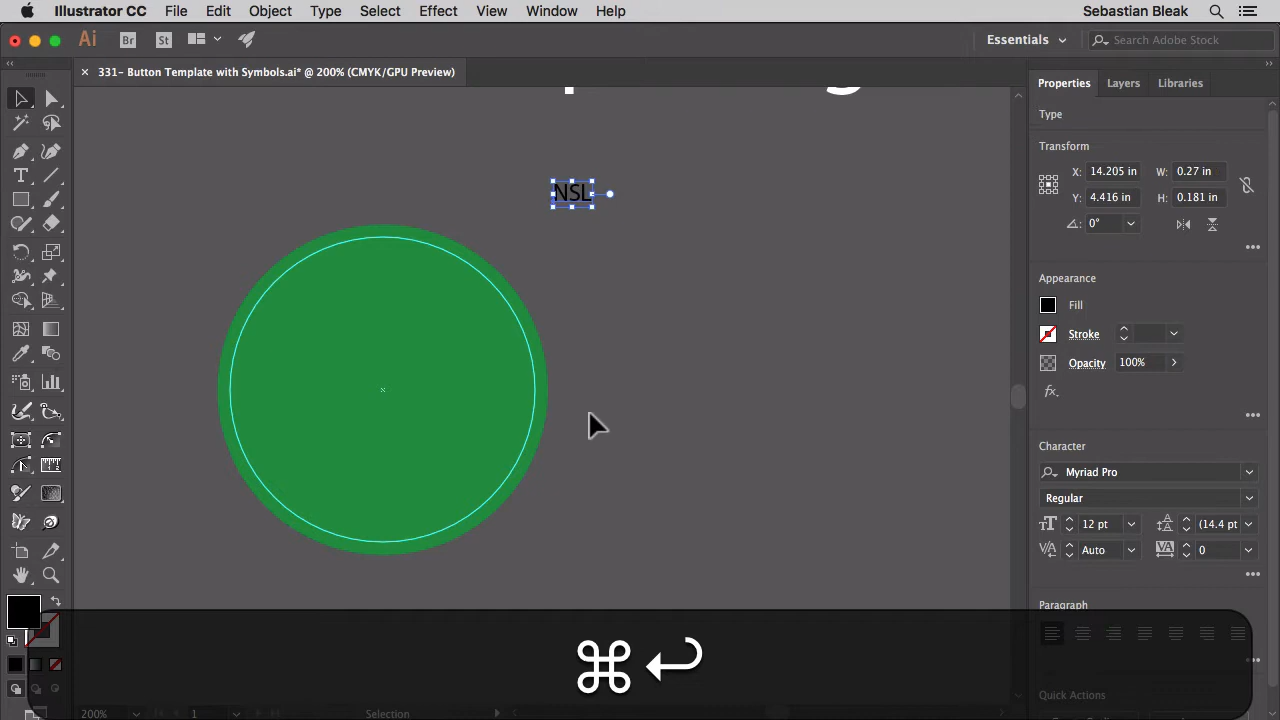 Illustrator CC File Edit Object Type Select Effect View Window Help Sebastian Bleak
Ai Br St Essentials Search Adobe Stock
× 331- Button Template with Symbols.ai* @ 200% (CMYK/GPU Preview)
Properties Layers Libraries
Type
Transform
X: 14.205 in W: 0.27 in
Y: 4.416 in H: 0.181 in
0°
Appearance
Fill
Stroke
Opacity 100%
fx
Character
Myriad Pro
Regular
12 pt (14.4 pt
Auto 0
Paragraph
Quick Actions
NSL
⌘↩
200% 1 Selection